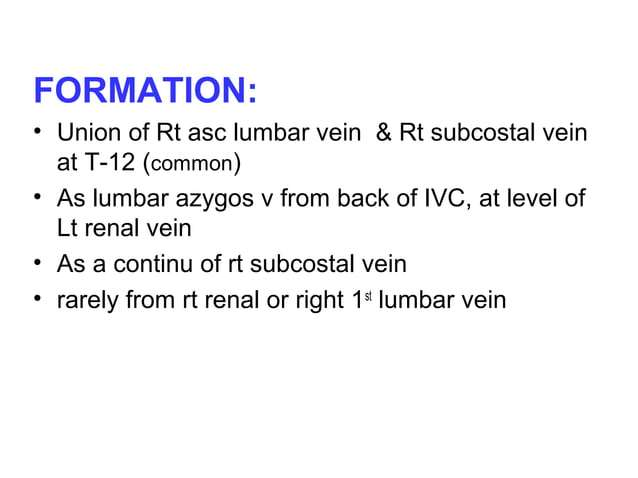 FORMATION:
• Union of Rt asc lumbar vein & Rt subcostal vein
at T-12 (common)
• As lumbar azygos v from back of IVC, at level of
Lt renal vein
• As a continu of rt subcostal vein
• rarely from rt renal or right 1st lumbar vein